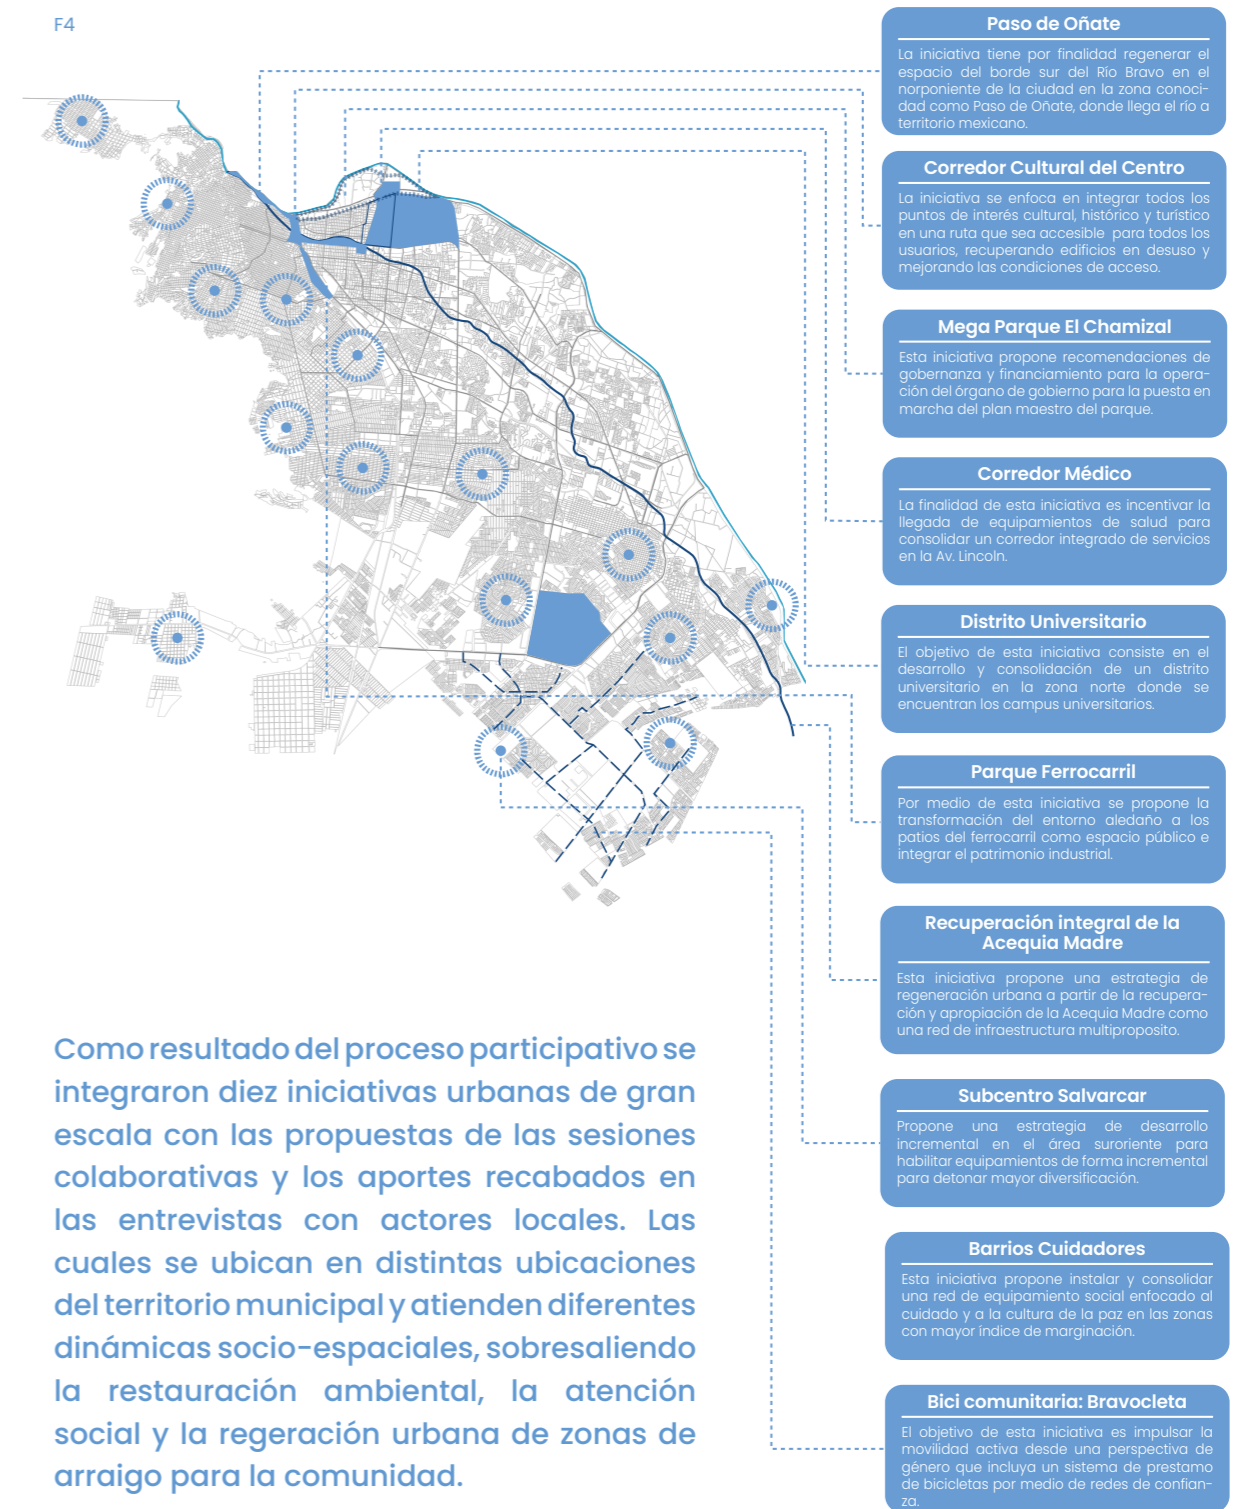 F4
Paso de Oñate
La iniciativa tiene por finalidad regenerar el
espacio del borde sur del Río Bravo en el
norponiente de la ciudad en la zona conoci-
dad como Paso de Oñate, donde llega el río a
territorio mexicano.
Corredor Cultural del Centro
La iniciativa se enfoca en integrar todos los
puntos de interés cultural, histórico y turístico
en una ruta que sea accesible para todos los
usuarios, recuperando edificios en desuso y
mejorando las condiciones de acceso.
Mega Parque El Chamizal
Esta iniciativa propone recomendaciones de
gobernanza y financiamiento para la opera-
ción del órgano de gobierno para la puesta en
marcha del plan maestro del parque.
Corredor Médico
La finalidad de esta iniciativa es incentivar la
llegada de equipamientos de salud para
consolidar un corredor integrado de servicios
en la Av. Lincoln.
Distrito Universitario
El objetivo de esta iniciativa consiste en el
desarrollo y consolidación de un distrito
universitario en la zona norte donde se
encuentran los campus universitarios.
Parque Ferrocarril
Por medio de esta iniciativa se propone la
transformación del entorno aledaño a los
patios del ferrocarril como espacio público e
integrar el patrimonio industrial.
Recuperación integral de la
Acequia Madre
Esta iniciativa propone una estrategia de
regeneración urbana a partir de la recupera-
ción y apropiación de la Acequia Madre como
una red de infraestructura multiproposito.
Subcentro Salvarcar
Propone una estrategia de desarrollo
incremental en el área suroriente para
habilitar equipamientos de forma incremental
para detonar mayor diversificación.
Barrios Cuidadores
Esta iniciativa propone instalar y consolidar
una red de equipamiento social enfocado al
cuidado y a la cultura de la paz en las zonas
con mayor índice de marginación.
Bici comunitaria: Bravocleta
El objetivo de esta iniciativa es impulsar la
movilidad activa desde una perspectiva de
género que incluya un sistema de prestamo
de bicicletas por medio de redes de confian-
za.
Como resultado del proceso participativo se
integraron diez iniciativas urbanas de gran
escala con las propuestas de las sesiones
colaborativas y los aportes recabados en
las entrevistas con actores locales. Las
cuales se ubican en distintas ubicaciones
del territorio municipal y atienden diferentes
dinámicas socio-espaciales, sobresaliendo
la restauración ambiental, la atención
social y la regeración urbana de zonas de
arraigo para la comunidad.